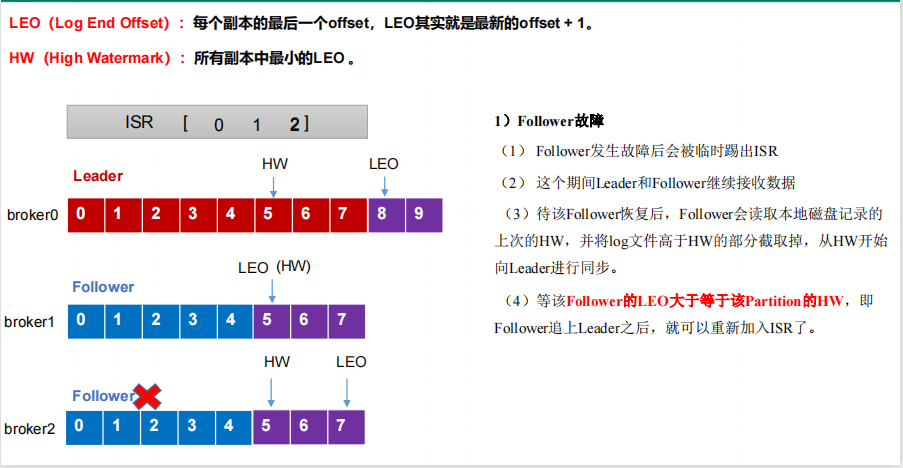 LEO（Log End Offset）：每个副本的最后一个offset，LEO其实就是最新的offset + 1。
HW（High Watermark）：所有副本中最小的LEO 。
ISR [ 0 1 2 ]
HW LEO
Leader
broker0 0 1 2 3 4 5 6 7 8 9
LEO (HW)
Follower
broker1 0 1 2 3 4 5 6 7
HW LEO
Follower
broker2 0 1 2 3 4 5 6 7
1）Follower故障
（1） Follower发生故障后会被临时踢出ISR
（2） 这个期间Leader和Follower继续接收数据
（3）待该Follower恢复后，Follower会读取本地磁盘记录的
上次的HW，并将log文件高于HW的部分截取掉，从HW开始
向Leader进行同步。
（4）等该Follower的LEO大于等于该Partition的HW，即
Follower追上Leader之后，就可以重新加入ISR了。